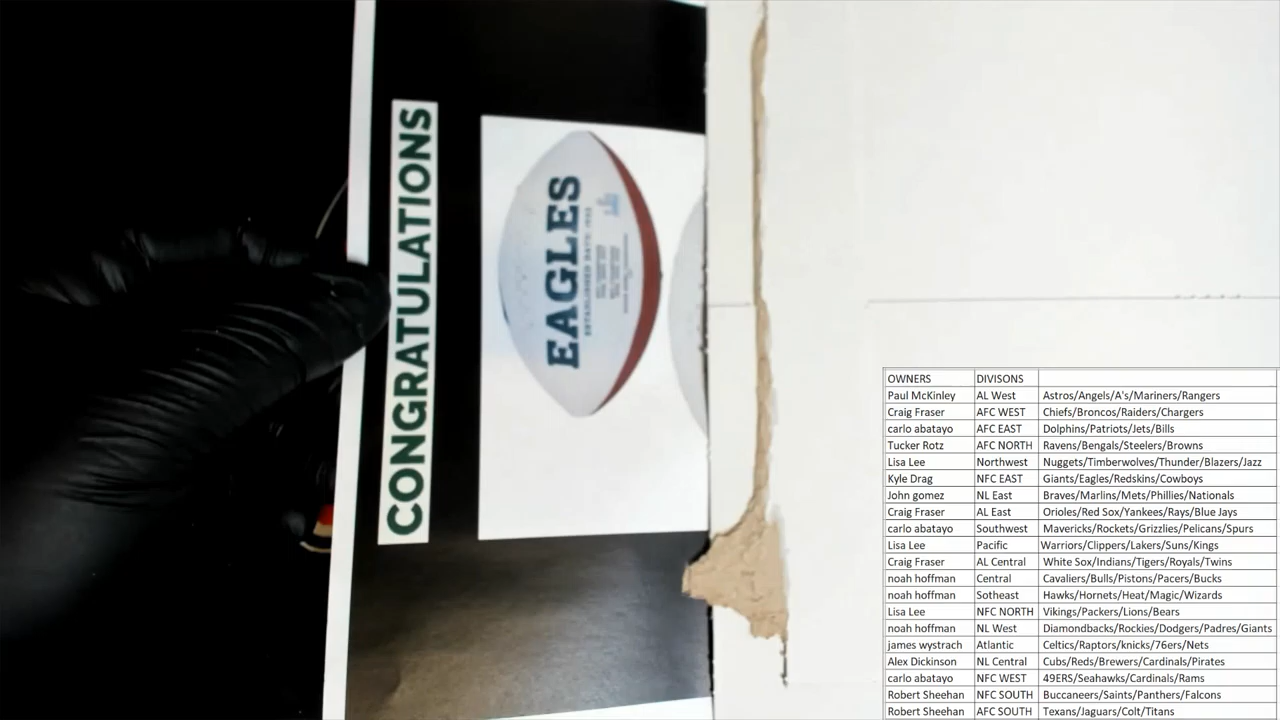 CONGRATULATIONS
EAGLES
OWNERS DIVISONS
Paul McKinley AL West Astros/Angels/A's/Mariners/Rangers
Craig Fraser AFC WEST Chiefs/Broncos/Raiders/Chargers
carlo abatayo AFC EAST Dolphins/Patriots/Jets/Bills
Tucker Rotz AFC NORTH Ravens/Bengals/Steelers/Browns
Lisa Lee Northwest Nuggets/Timberwolves/Thunder/Blazers/Jazz
Kyle Drag NFC EAST Giants/Eagles/Redskins/Cowboys
John gomez NL East Braves/Marlins/Mets/Phillies/Nationals
Craig Fraser AL East Orioles/Red Sox/Yankees/Rays/Blue Jays
carlo abatayo Southwest Mavericks/Rockets/Grizzlies/Pelicans/Spurs
Lisa Lee Pacific Warriors/Clippers/Lakers/Suns/Kings
Craig Fraser AL Central White Sox/Indians/Tigers/Royals/Twins
noah hoffman Central Cavaliers/Bulls/Pistons/Pacers/Bucks
noah hoffman Sotheast Hawks/Hornets/Heat/Magic/Wizards
Lisa Lee NFC NORTH Vikings/Packers/Lions/Bears
noah hoffman NL West Diamondbacks/Rockies/Dodgers/Padres/Giants
james wystrach Atlantic Celtics/Raptors/knicks/76ers/Nets
Alex Dickinson NL Central Cubs/Reds/Brewers/Cardinals/Pirates
carlo abatayo NFC WEST 49ERS/Seahawks/Cardinals/Rams
Robert Sheehan NFC SOUTH Buccaneers/Saints/Panthers/Falcons
Robert Sheehan AFC SOUTH Texans/Jaguars/Colt/Titans